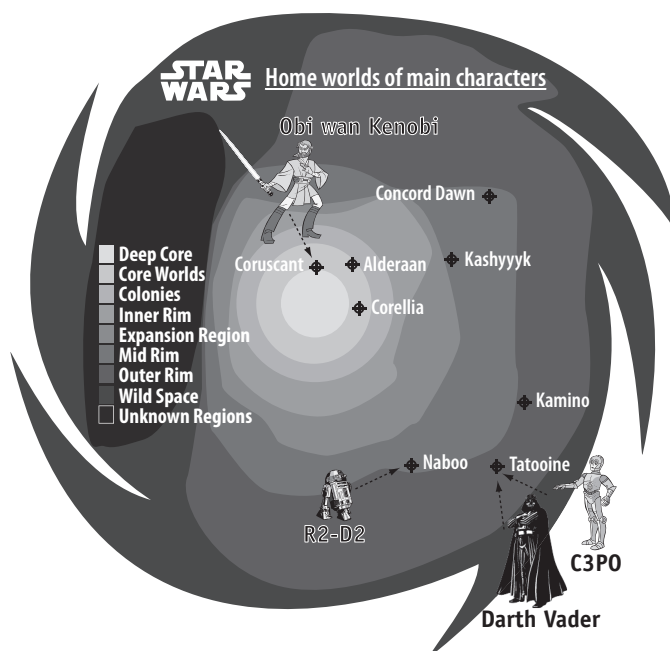 STAR
WARS
Home worlds of main characters
Obi wan Kenobi
Concord Dawn
Coruscant
Alderaan
Kashyyyk
Corellia
Deep Core
Core Worlds
Colonies
Inner Rim
Expansion Region
Mid Rim
Outer Rim
Wild Space
Unknown Regions
Kamino
Naboo
Tatooine
R2-D2
C3PO
Darth Vader